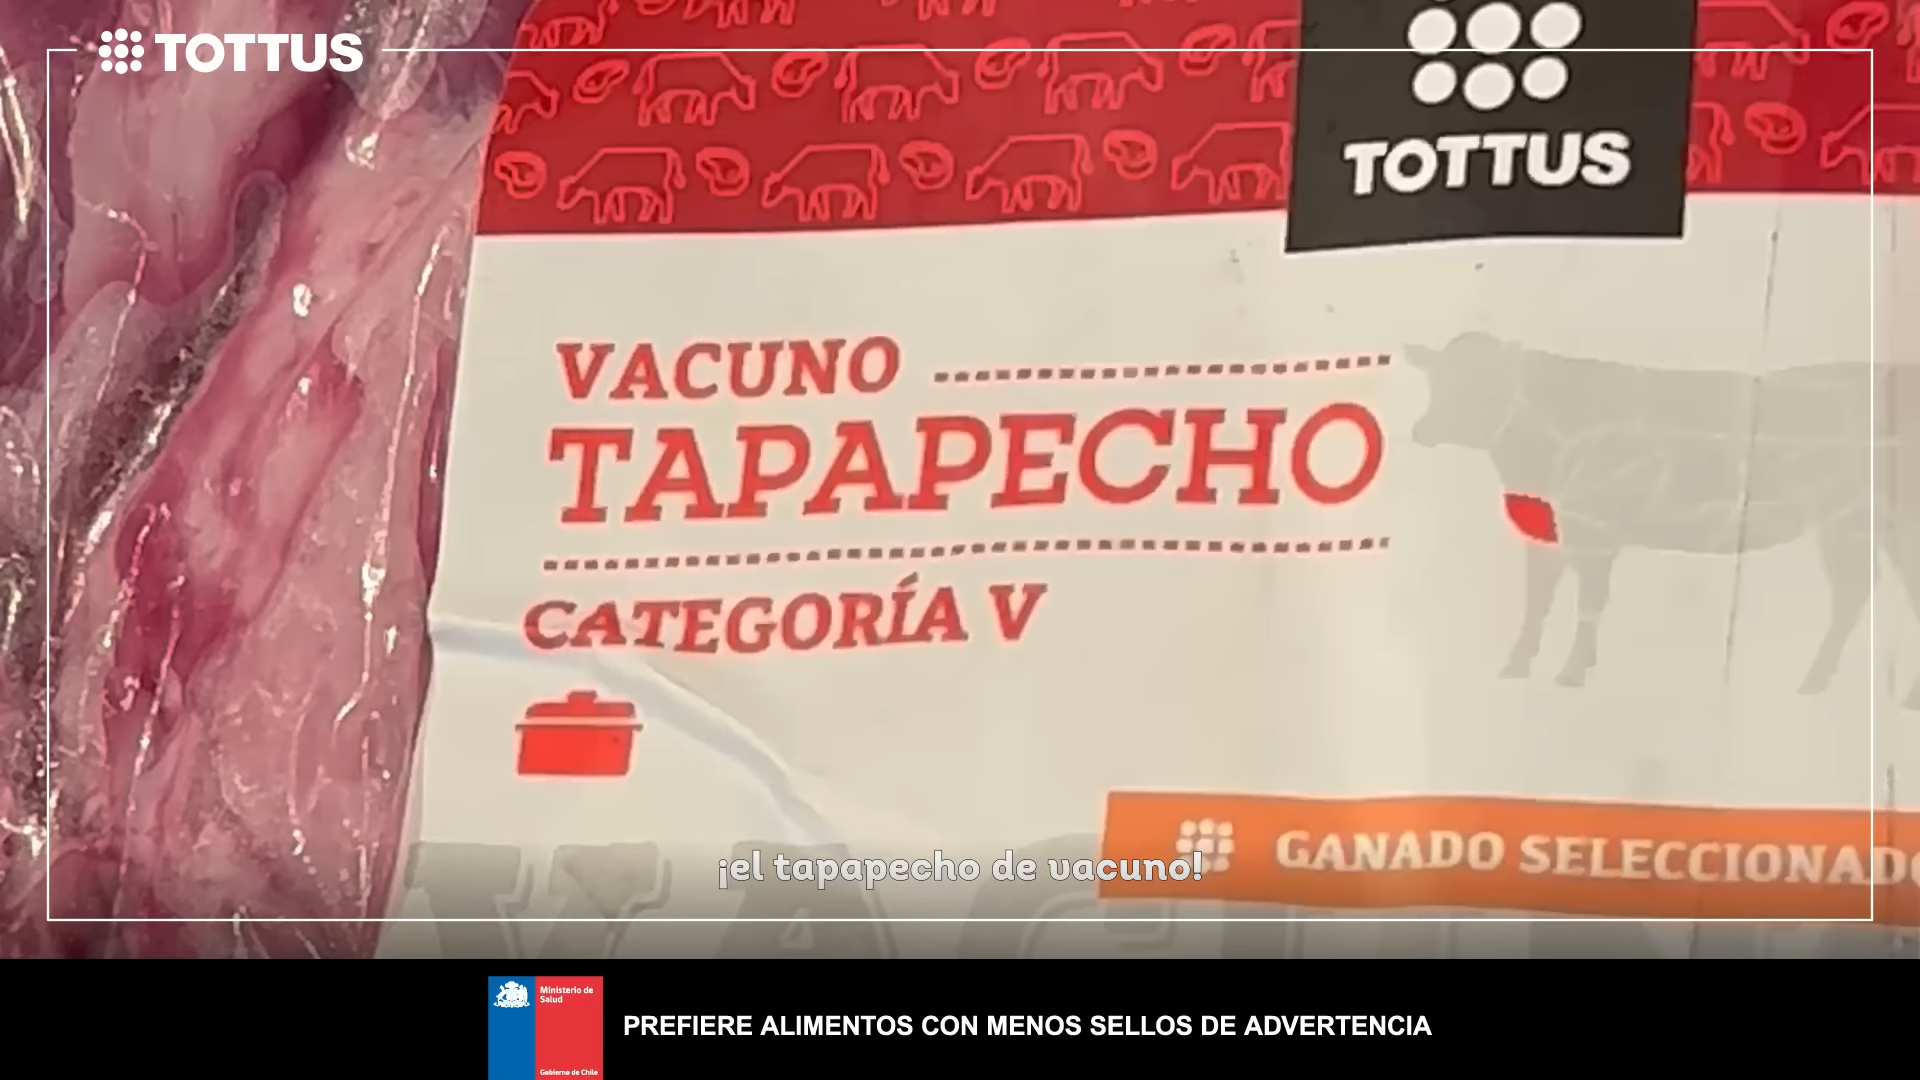 TOTTUS
TOTTUS
VACUNO
TAPAPECHO
CATEGORÍA V
GANADO SELECCIONADO
¡el tapapecho de vacuno!
Ministerio de
Salud
Gobierno de Chile
PREFIERE ALIMENTOS CON MENOS SELLOS DE ADVERTENCIA